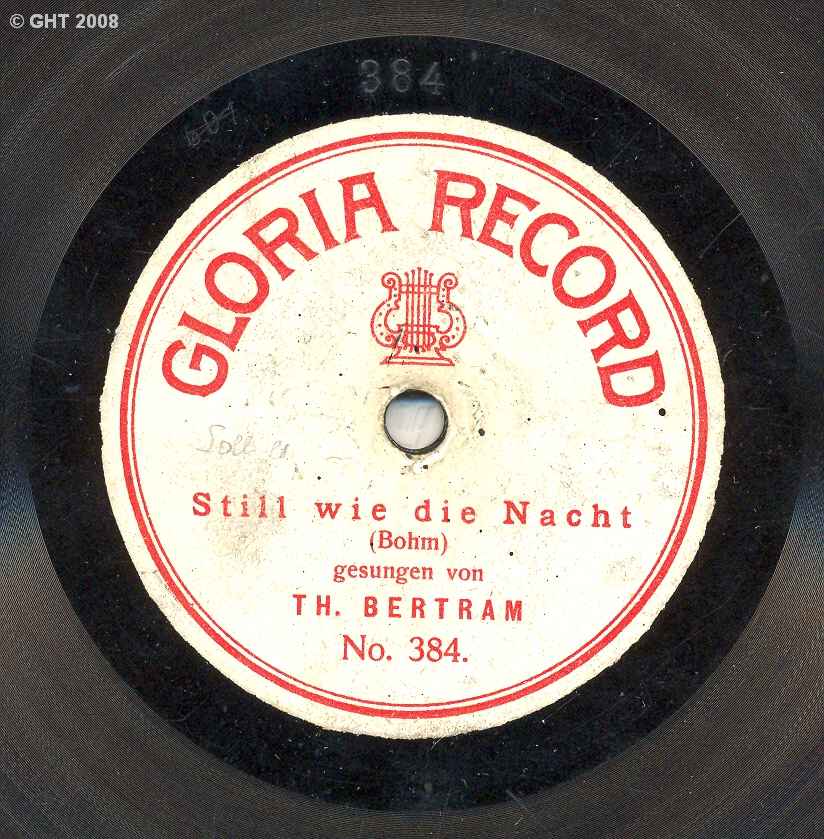 © GHT 2008
384
GLORIA RECORD
Still wie die Nacht
(Bohm)
gesungen von
TH. BERTRAM
No. 384.